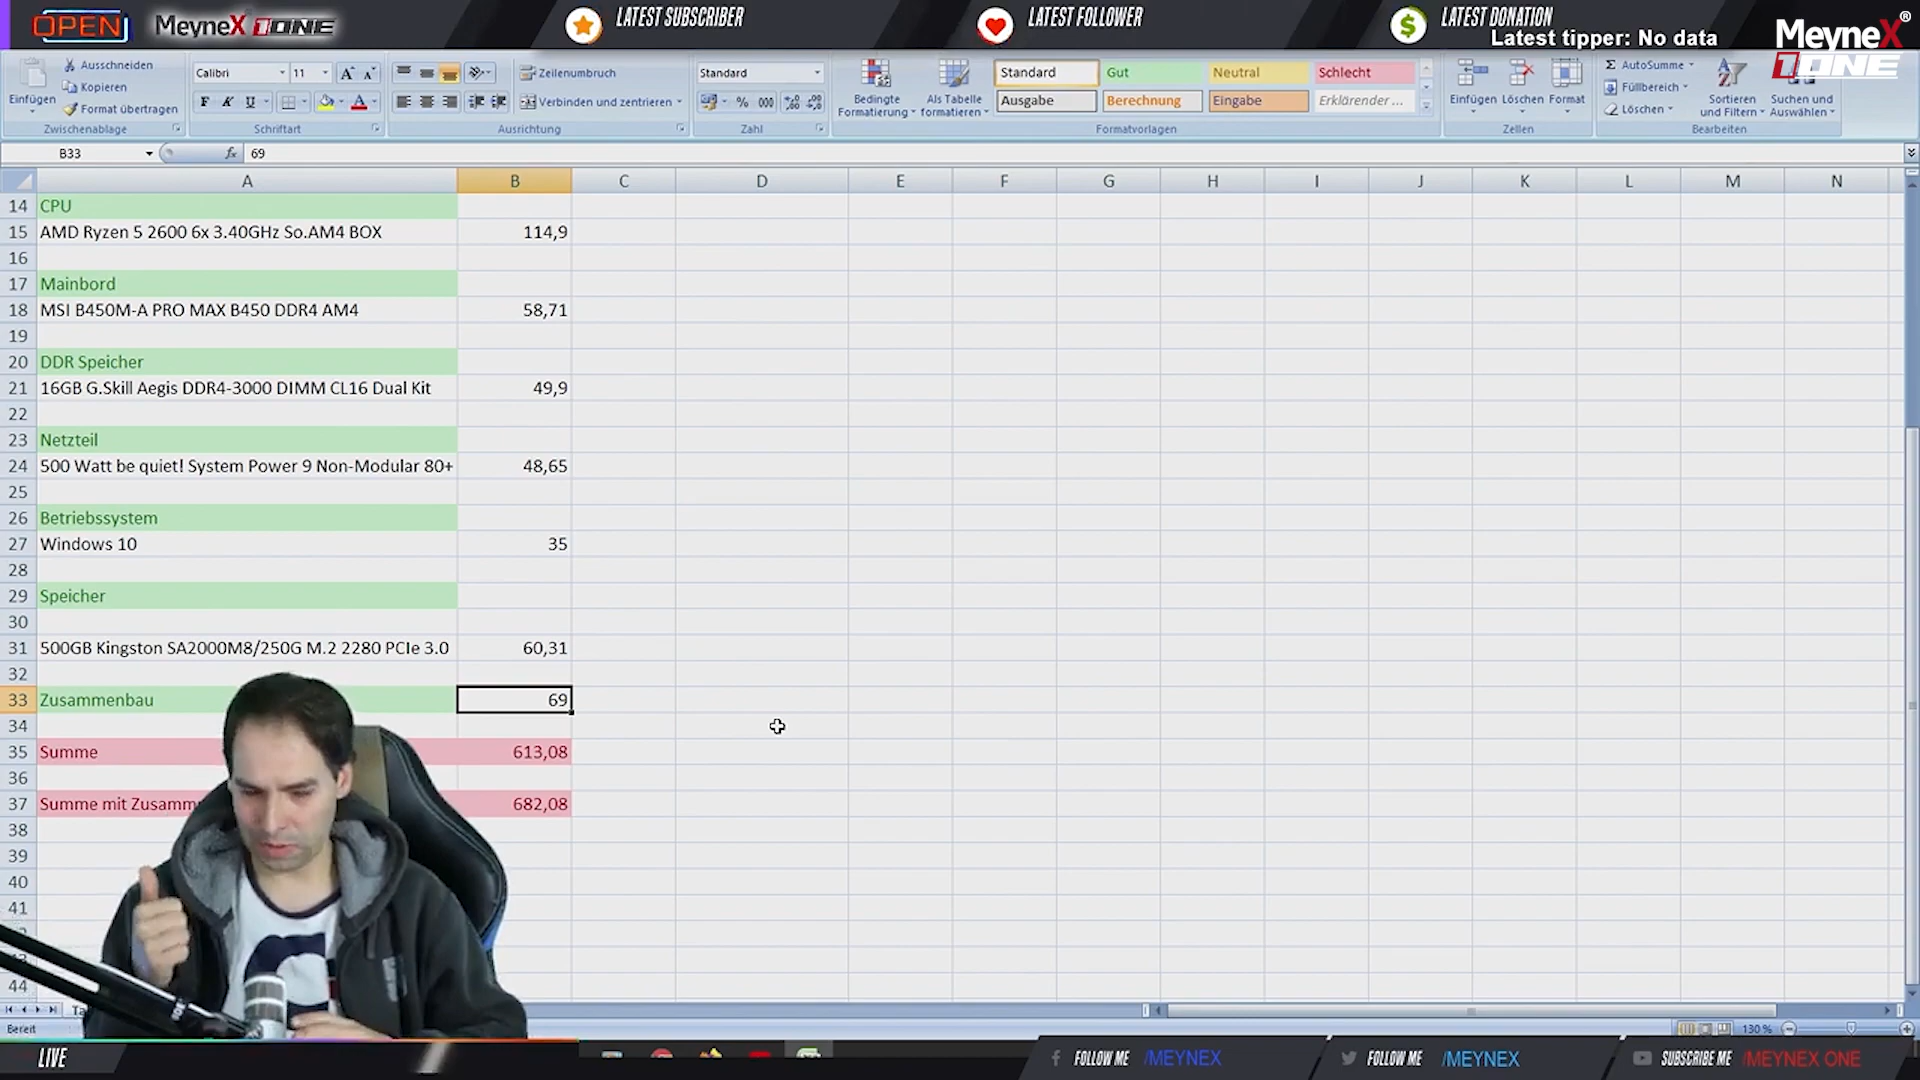 OPEN
MeyneX ONE
LATEST SUBSCRIBER
LATEST FOLLOWER
LATEST DONATION
Latest tipper: No data
MeyneX®
ONE
Einfügen
Ausschneiden
Kopieren
Format übertragen
Zwischenablage
Calibri
11
A A
F K U
A
Schriftart
Zeilenumbruch
Verbinden und zentrieren
Ausrichtung
Standard
% 000
Zahl
Bedingte
Formatierung
Als Tabelle
formatieren
Standard
Gut
Neutral
Schlecht
Ausgabe
Berechnung
Eingabe
Erklärender ...
Formatvorlagen
Einfügen
Löschen
Format
Zellen
Σ AutoSumme
Füllbereich
Löschen
Sortieren
und Filtern
Suchen und
Auswählen
Bearbeiten
B33
fx 69
A B C D E F G H I J K L M N
14 CPU
15 AMD Ryzen 5 2600 6x 3.40GHz So.AM4 BOX 114,9
16
17 Mainbord
18 MSI B450M-A PRO MAX B450 DDR4 AM4 58,71
19
20 DDR Speicher
21 16GB G.Skill Aegis DDR4-3000 DIMM CL16 Dual Kit 49,9
22
23 Netzteil
24 500 Watt be quiet! System Power 9 Non-Modular 80+ 48,65
25
26 Betriebssystem
27 Windows 10 35
28
29 Speicher
30
31 500GB Kingston SA2000M8/250G M.2 2280 PCIe 3.0 60,31
32
33 Zusammenbau 69
34
35 Summe 613,08
36
37 Summe mit Zusamm 682,08
38
39
40
41
44
Ta
Bereit
130 %
LIVE
FOLLOW ME /MEYNEX
FOLLOW ME /MEYNEX
SUBSCRIBE ME /MEYNEX ONE